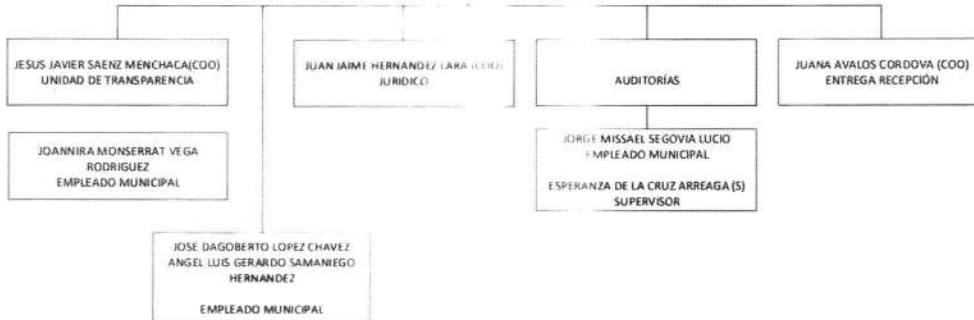 JESUS JAVIER SAENZ MENCHACA(COO)
UNIDAD DE TRANSPARENCIA
JUAN JAIME HERNANDEZ LARA (COO)
JURIDICO
AUDITORÍAS
JUANA AVALOS CORDOVA (COO)
ENTREGA RECEPCIÓN
JOANNIRA MONSERRAT VEGA
RODRIGUEZ
EMPLEADO MUNICIPAL
JORGE MISSAEL SEGOVIA LUCIO
EMPLEADO MUNICIPAL
ESPERANZA DE LA CRUZ ARREAGA (S)
SUPERVISOR
JOSE DAGOBERTO LOPEZ CHAVEZ
ANGEL LUIS GERARDO SAMANIEGO
HERNANDEZ
EMPLEADO MUNICIPAL